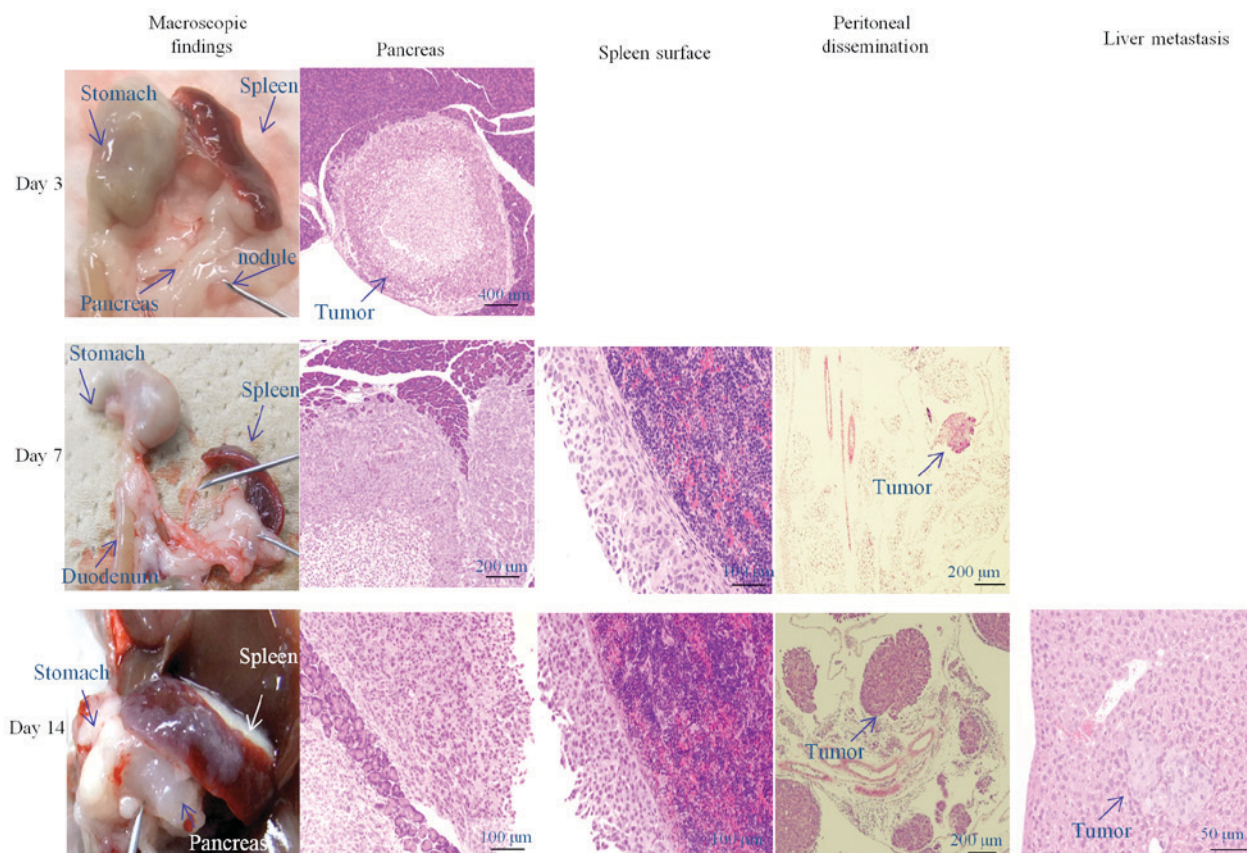 Macroscopic
findings
Pancreas
Spleen surface
Peritoneal
dissemination
Liver metastasis
Day 3
Stomach
Spleen
nodule
Pancreas
Tumor
400 μm
Day 7
Stomach
Spleen
Duodenum
200 μm
100 μm
Tumor
200 μm
Day 14
Stomach
Spleen
Pancreas
100 μm
100 μm
Tumor
200 μm
Tumor
50 μm